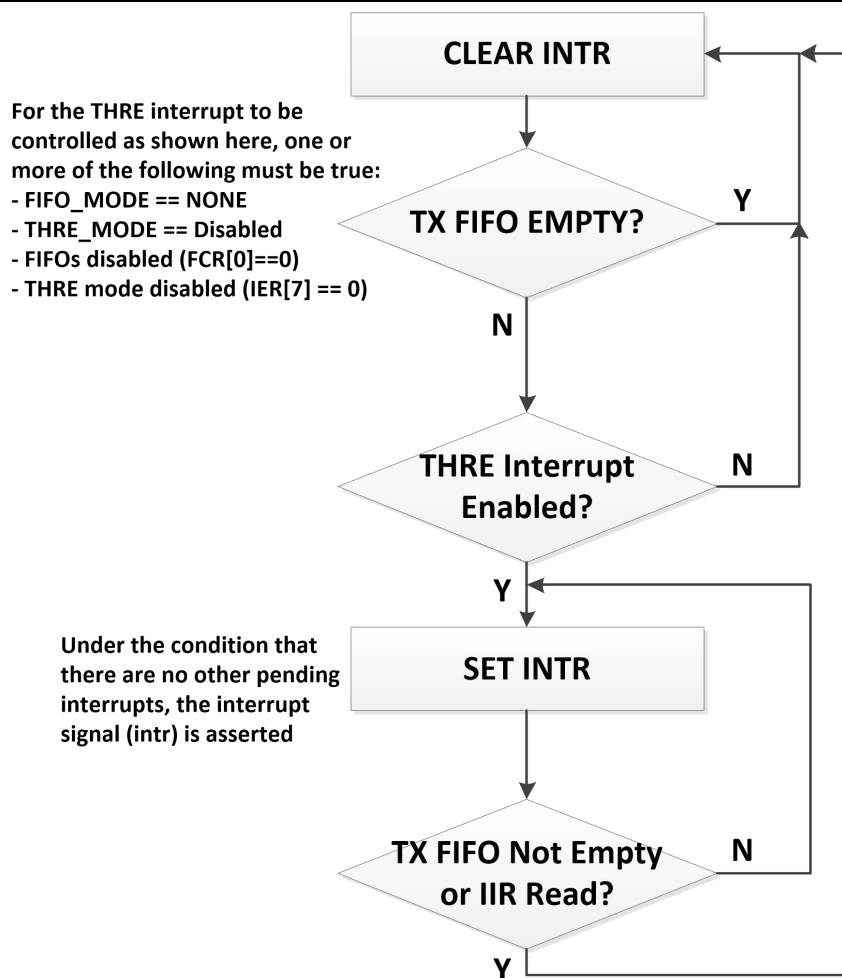 CLEAR INTR
For the THRE interrupt to be
controlled as shown here, one or
more of the following must be true:
- FIFO_MODE == NONE
- THRE_MODE == Disabled
- FIFOs disabled (FCR[0]==0)
- THRE mode disabled (IER[7] == 0)
TX FIFO EMPTY?
Y
N
THRE Interrupt
Enabled?
N
Y
Under the condition that
there are no other pending
interrupts, the interrupt
signal (intr) is asserted
SET INTR
TX FIFO Not Empty
or IIR Read?
N
Y